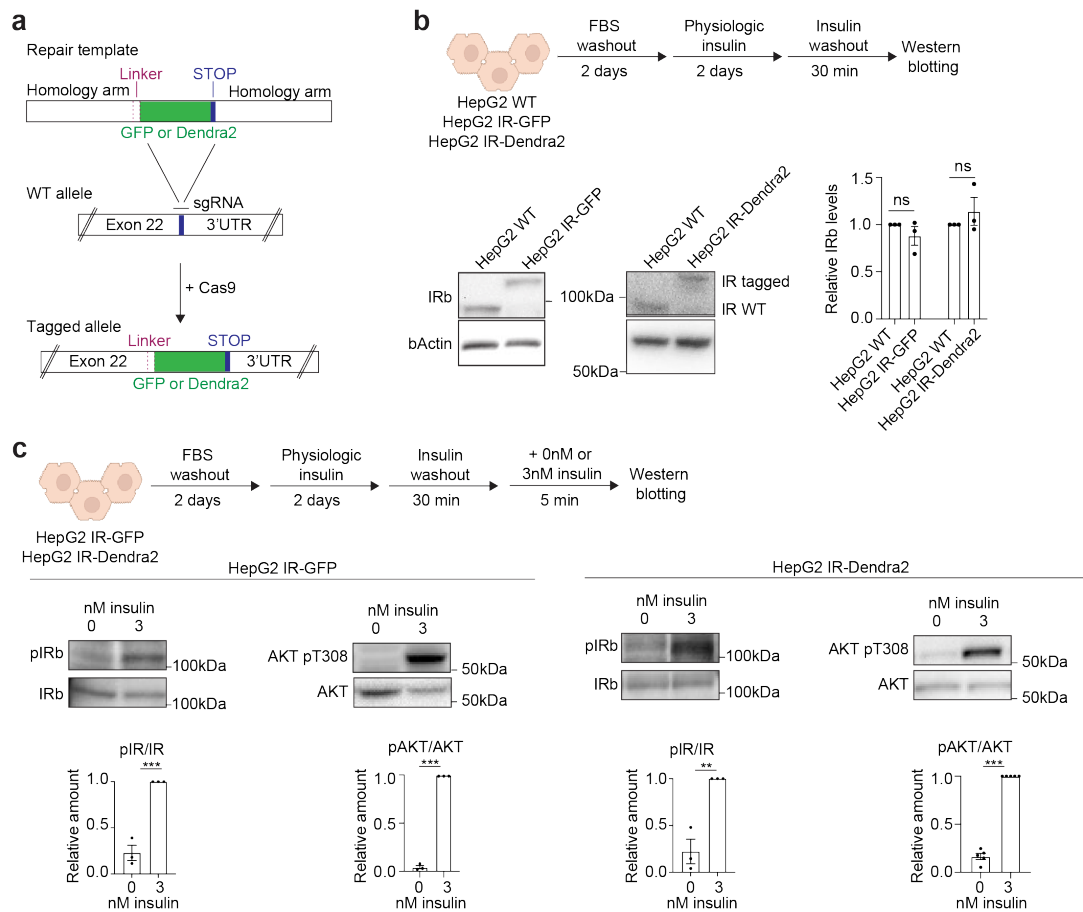 a
Repair template
Linker
STOP
Homology arm
Homology arm
GFP or Dendra2
WT allele
sgRNA
Exon 22
3'UTR
+ Cas9
Tagged allele
Linker
STOP
Exon 22
3'UTR
GFP or Dendra2
b
FBS
washout
2 days
Physiologic
insulin
2 days
Insulin
washout
30 min
Western
blotting
HepG2 WT
HepG2 IR-GFP
HepG2 IR-Dendra2
HepG2 WT
HepG2 IR-GFP
HepG2 WT
HepG2 IR-Dendra2
IRb
100kDa
IR tagged
IR WT
bActin
50kDa
Relative IRb levels
1.5
1.0
0.5
0
ns
ns
HepG2 WT
HepG2 IR-GFP
HepG2 WT
HepG2 IR-Dendra2
c
FBS
washout
2 days
Physiologic
insulin
2 days
Insulin
washout
30 min
+ 0nM or
3nM insulin
5 min
Western
blotting
HepG2 IR-GFP
HepG2 IR-Dendra2
HepG2 IR-GFP
nM insulin
0 3
pIRb
100kDa
IRb
100kDa
nM insulin
0 3
AKT pT308
50kDa
AKT
50kDa
pIR/IR
***
Relative amount
1.0
0.5
0.0
0 3
nM insulin
pAKT/AKT
***
Relative amount
1.0
0.5
0.0
0 3
nM insulin
HepG2 IR-Dendra2
nM insulin
0 3
pIRb
100kDa
IRb
100kDa
nM insulin
0 3
AKT pT308
50kDa
AKT
50kDa
pIR/IR
**
Relative amount
1.0
0.5
0.0
0 3
nM insulin
pAKT/AKT
***
Relative amount
1.0
0.5
0.0
0 3
nM insulin